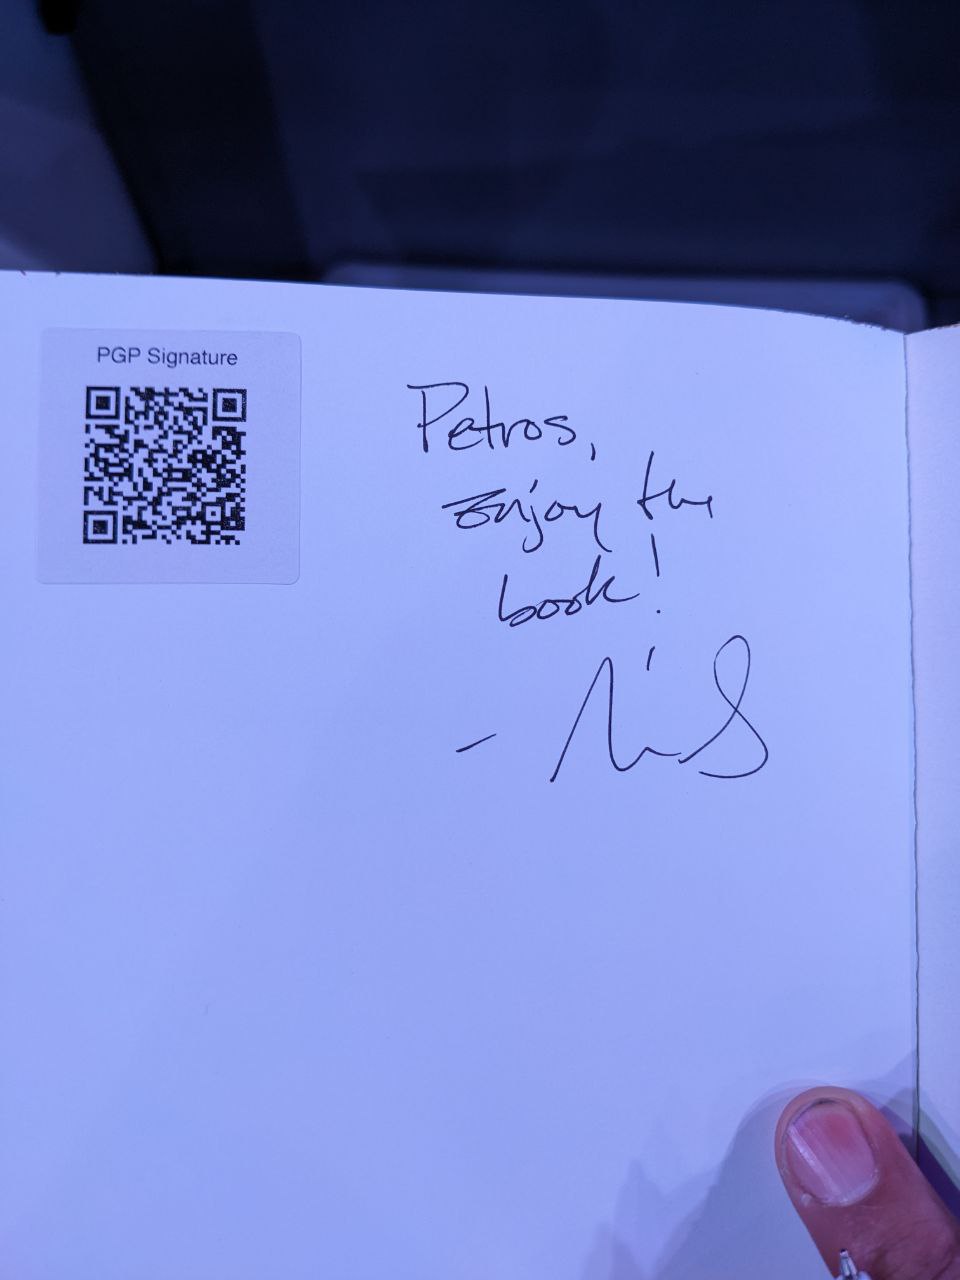 PGP Signature
Petros,
Enjoy the
book!